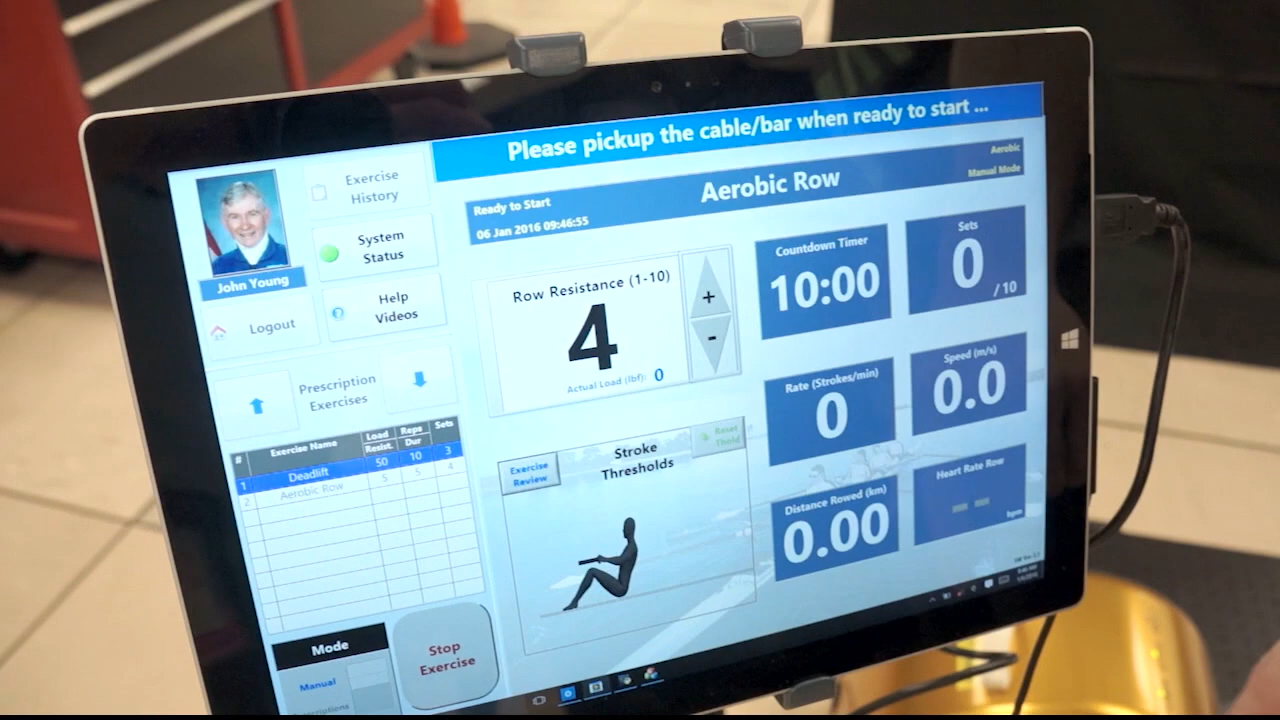 Please pickup the cable/bar when ready to start ...
Exercise
History
System
Status
John Young
Logout
Help
Videos
Ready to Start
06 Jan 2016 09:46:55
Aerobic Row
Aerobic
Manual Mode
Row Resistance (1-10)
4
+
-
Actual Load (lbf): 0
Countdown Timer
10:00
Sets
0
/ 10
Rate (Strokes/min)
0
Speed (m/s)
0.0
Distance Rowed (km)
0.00
Heart Rate Row
-- --
bpm
Prescription
Exercises
# Exercise Name Load Resist. Reps Dur Sets
1 Deadlift 50 10 3
2 Aerobic Row 5 5 4
Exercise
Review
Stroke
Thresholds
Reset
Thold
Mode
Manual
Stop
Exercise